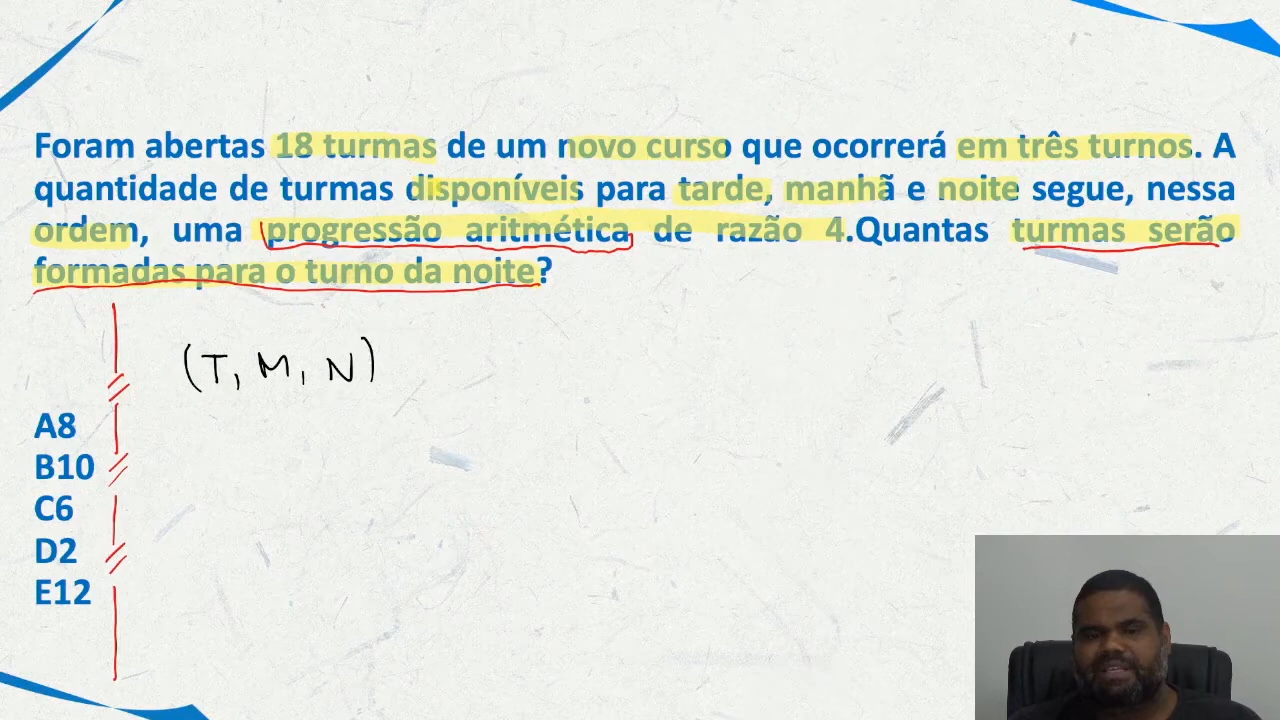 Foram abertas 18 turmas de um novo curso que ocorrerá em três turnos. A
quantidade de turmas disponíveis para tarde, manhã e noite segue, nessa
ordem, uma progressão aritmética de razão 4.Quantas turmas serão
formadas para o turno da noite?
(T, M, N)
A8
B10
C6
D2
E12